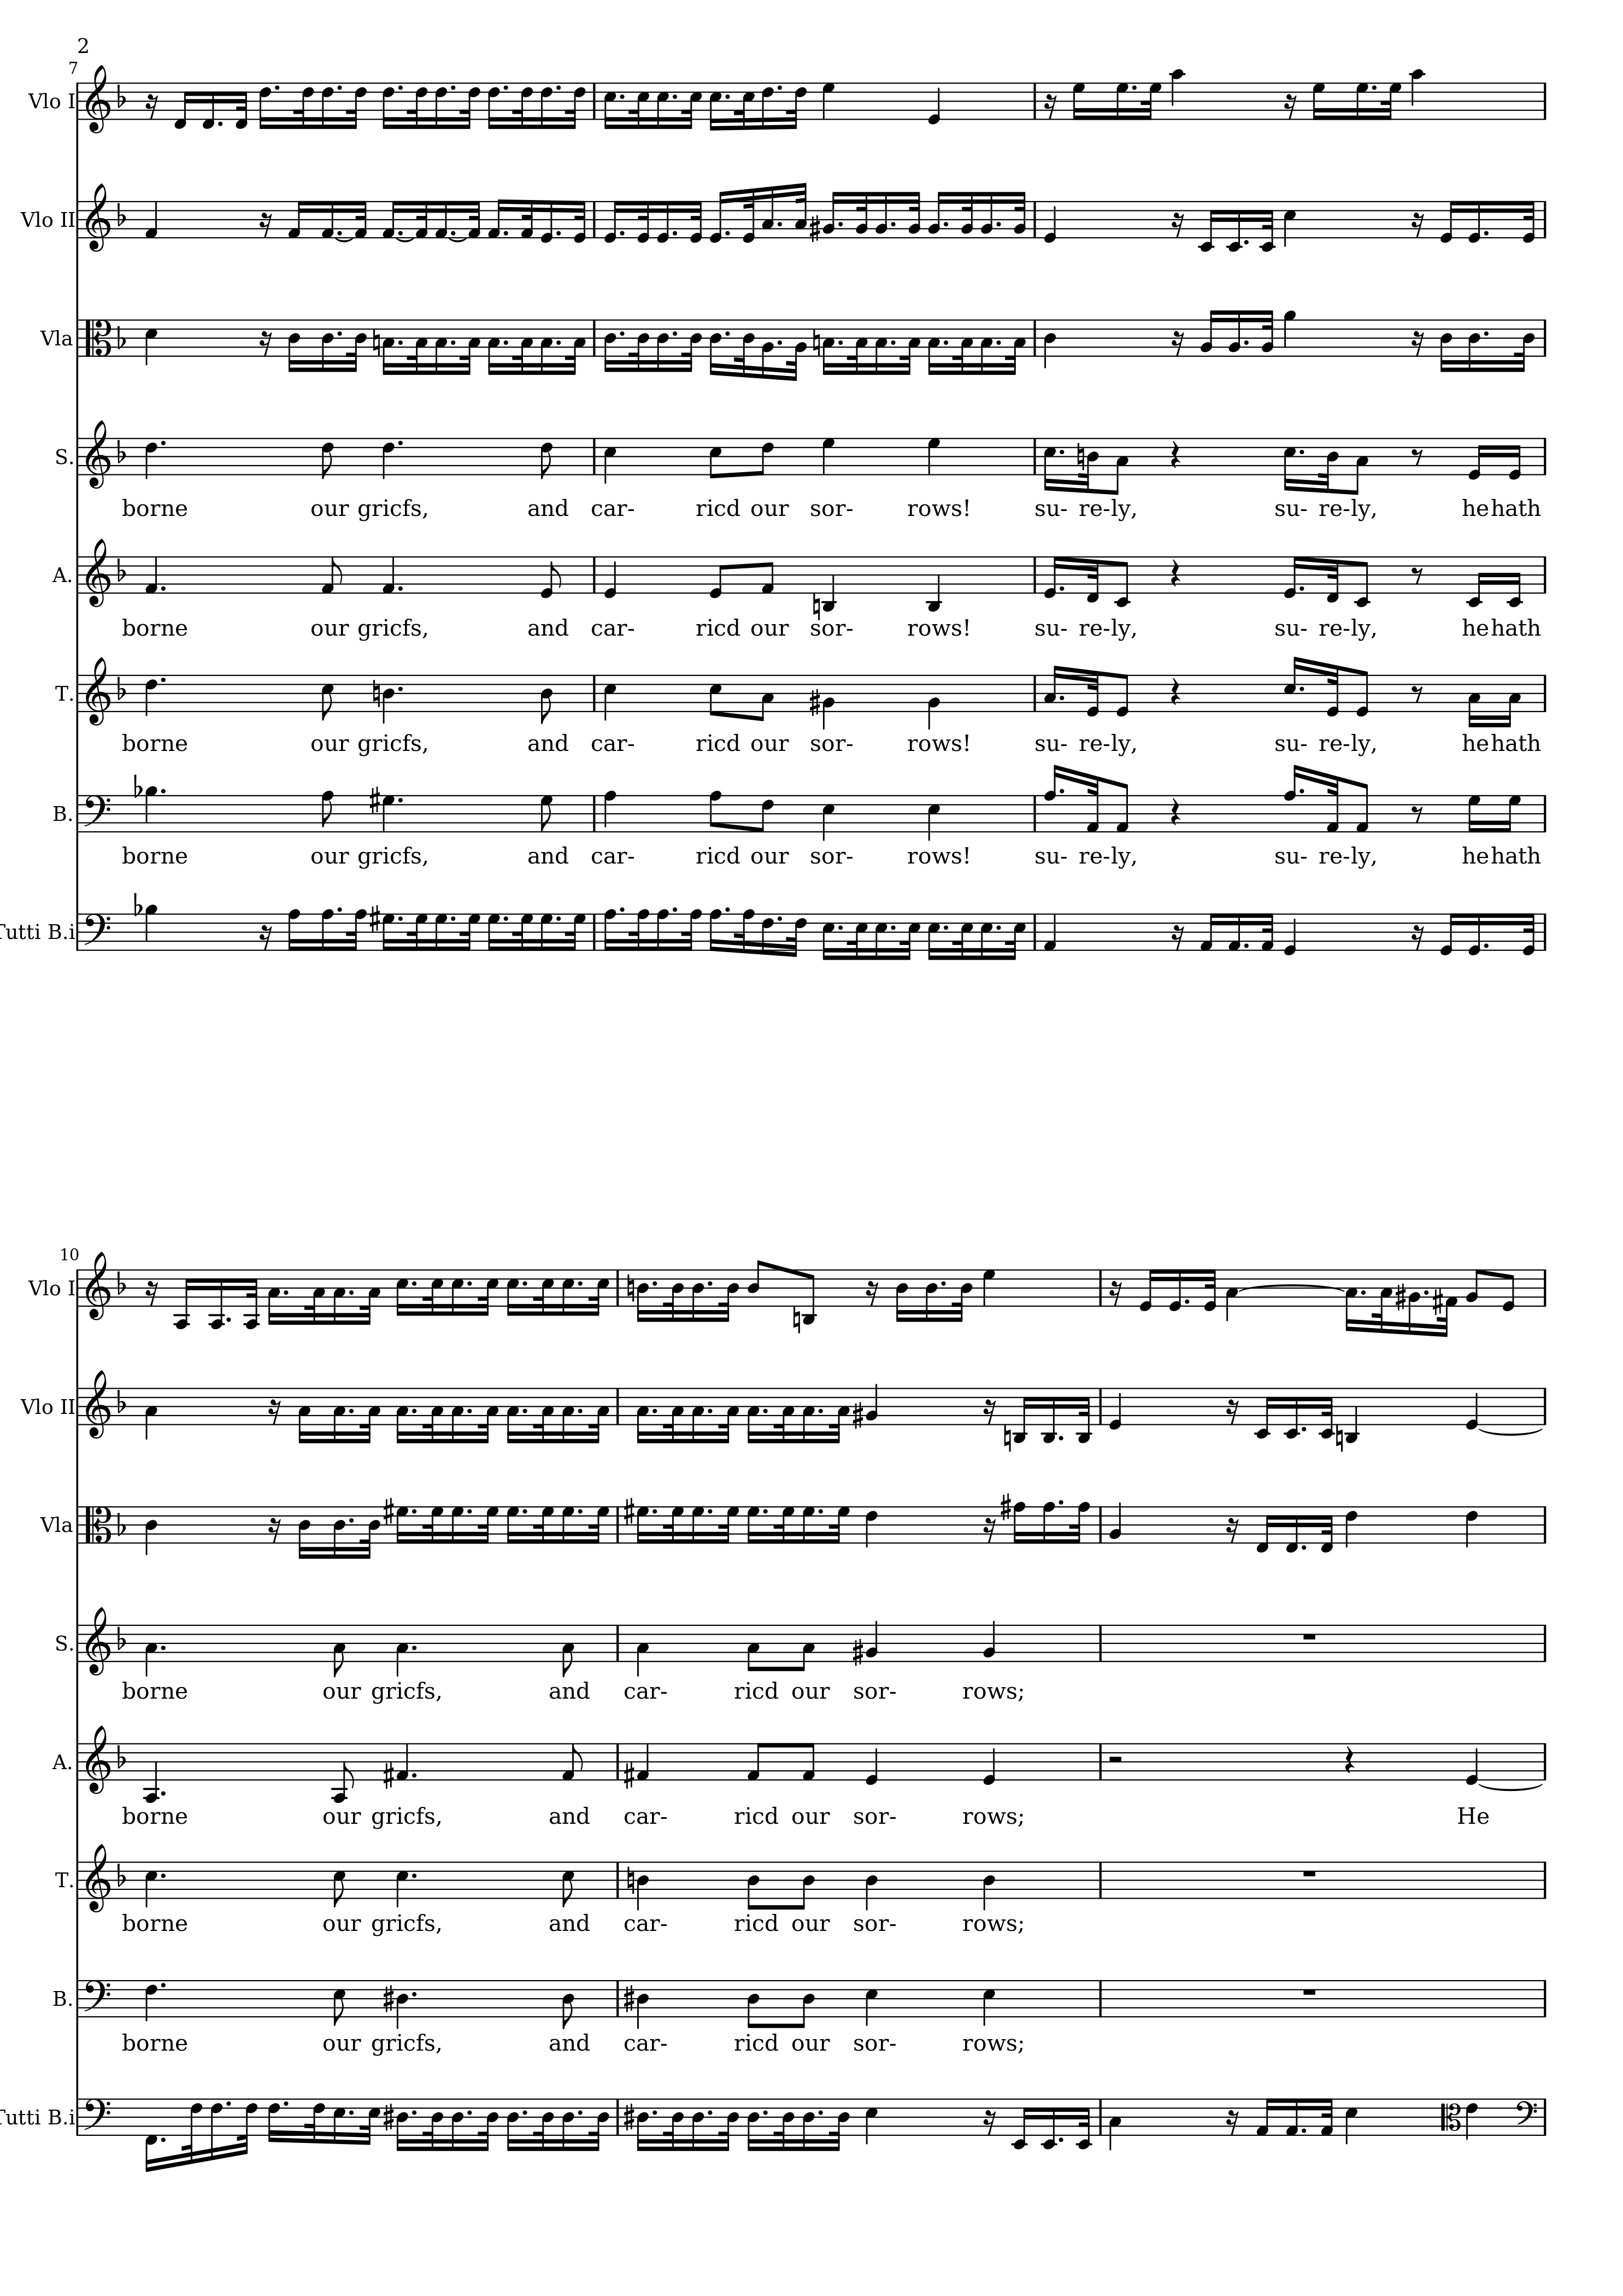 2
7
Vlo I
Vlo II
Vla
S.
borne our gricfs, and car- ricd our sor- rows! su- re-ly, su- re-ly, he hath
A.
borne our gricfs, and car- ricd our sor- rows! su- re-ly, su- re-ly, he hath
T.
borne our gricfs, and car- ricd our sor- rows! su- re-ly, su- re-ly, he hath
B.
borne our gricfs, and car- ricd our sor- rows! su- re-ly, su- re-ly, he hath
Tutti B.i
10
Vlo I
Vlo II
Vla
S.
borne our gricfs, and car- ricd our sor- rows;
A.
borne our gricfs, and car- ricd our sor- rows; He
T.
borne our gricfs, and car- ricd our sor- rows;
B.
borne our gricfs, and car- ricd our sor- rows;
Tutti B.i